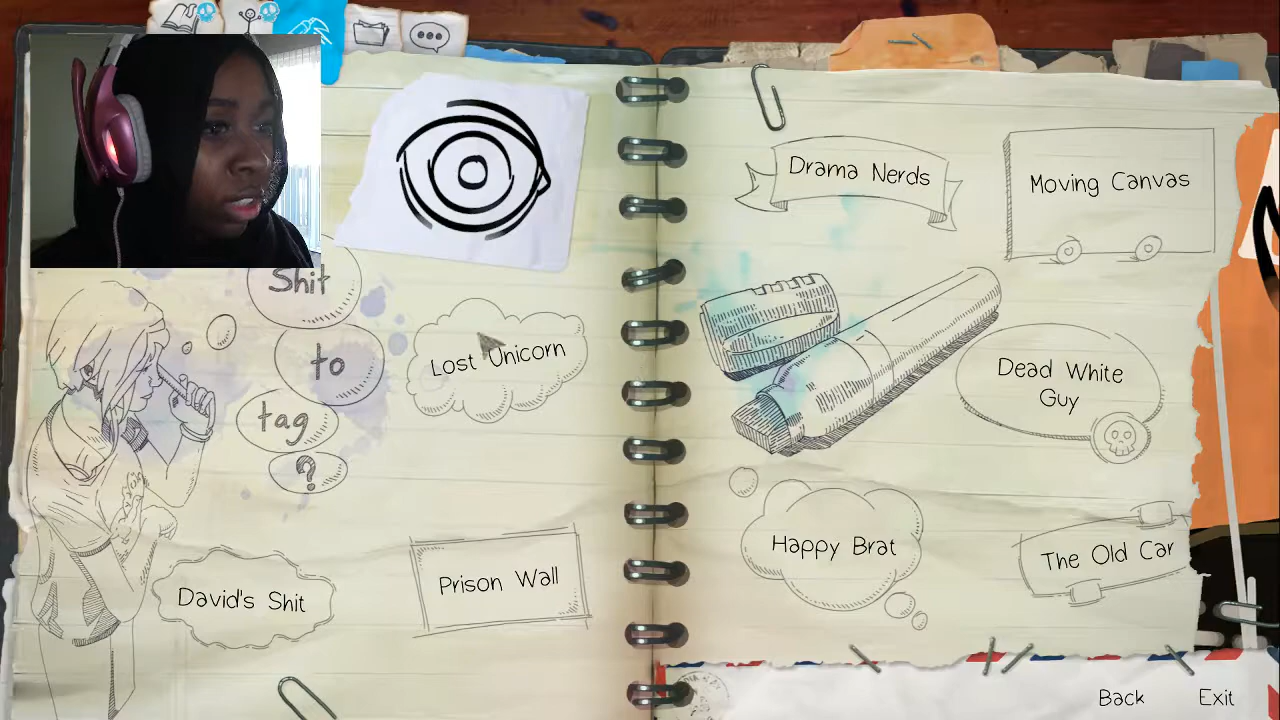 Shit
to
tag
?
Lost Unicorn
David's Shit
Prison Wall
Drama Nerds
Moving Canvas
Dead White
Guy
Happy Brat
The Old Car
Back
Exit